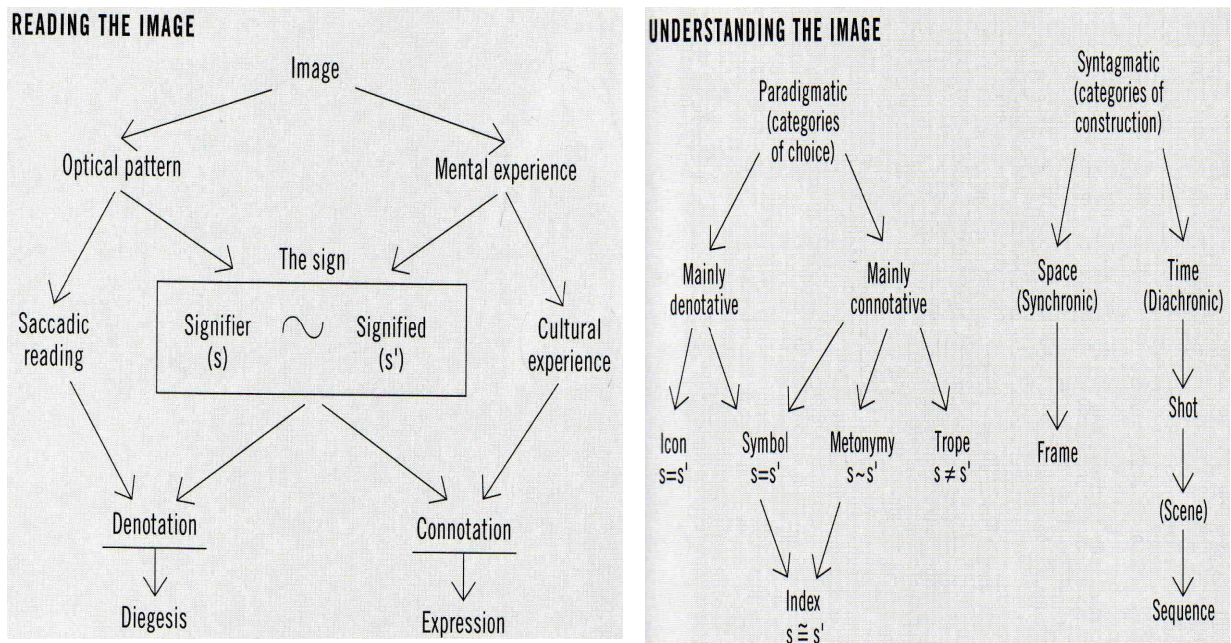 READING THE IMAGE
Image
Optical pattern
Mental experience
The sign
Saccadic
reading
Signifier
(s)
Signified
(s')
Cultural
experience
Denotation
Connotation
Diegesis
Expression
UNDERSTANDING THE IMAGE
Paradigmatic
(categories
of choice)
Syntagmatic
(categories of
construction)
Mainly
denotative
Mainly
connotative
Space
(Synchronic)
Time
(Diachronic)
Icon
s=s'
Symbol
s=s'
Metonymy
s~s'
Trope
s ≠ s'
Frame
Shot
(Scene)
Index
s ≅ s'
Sequence